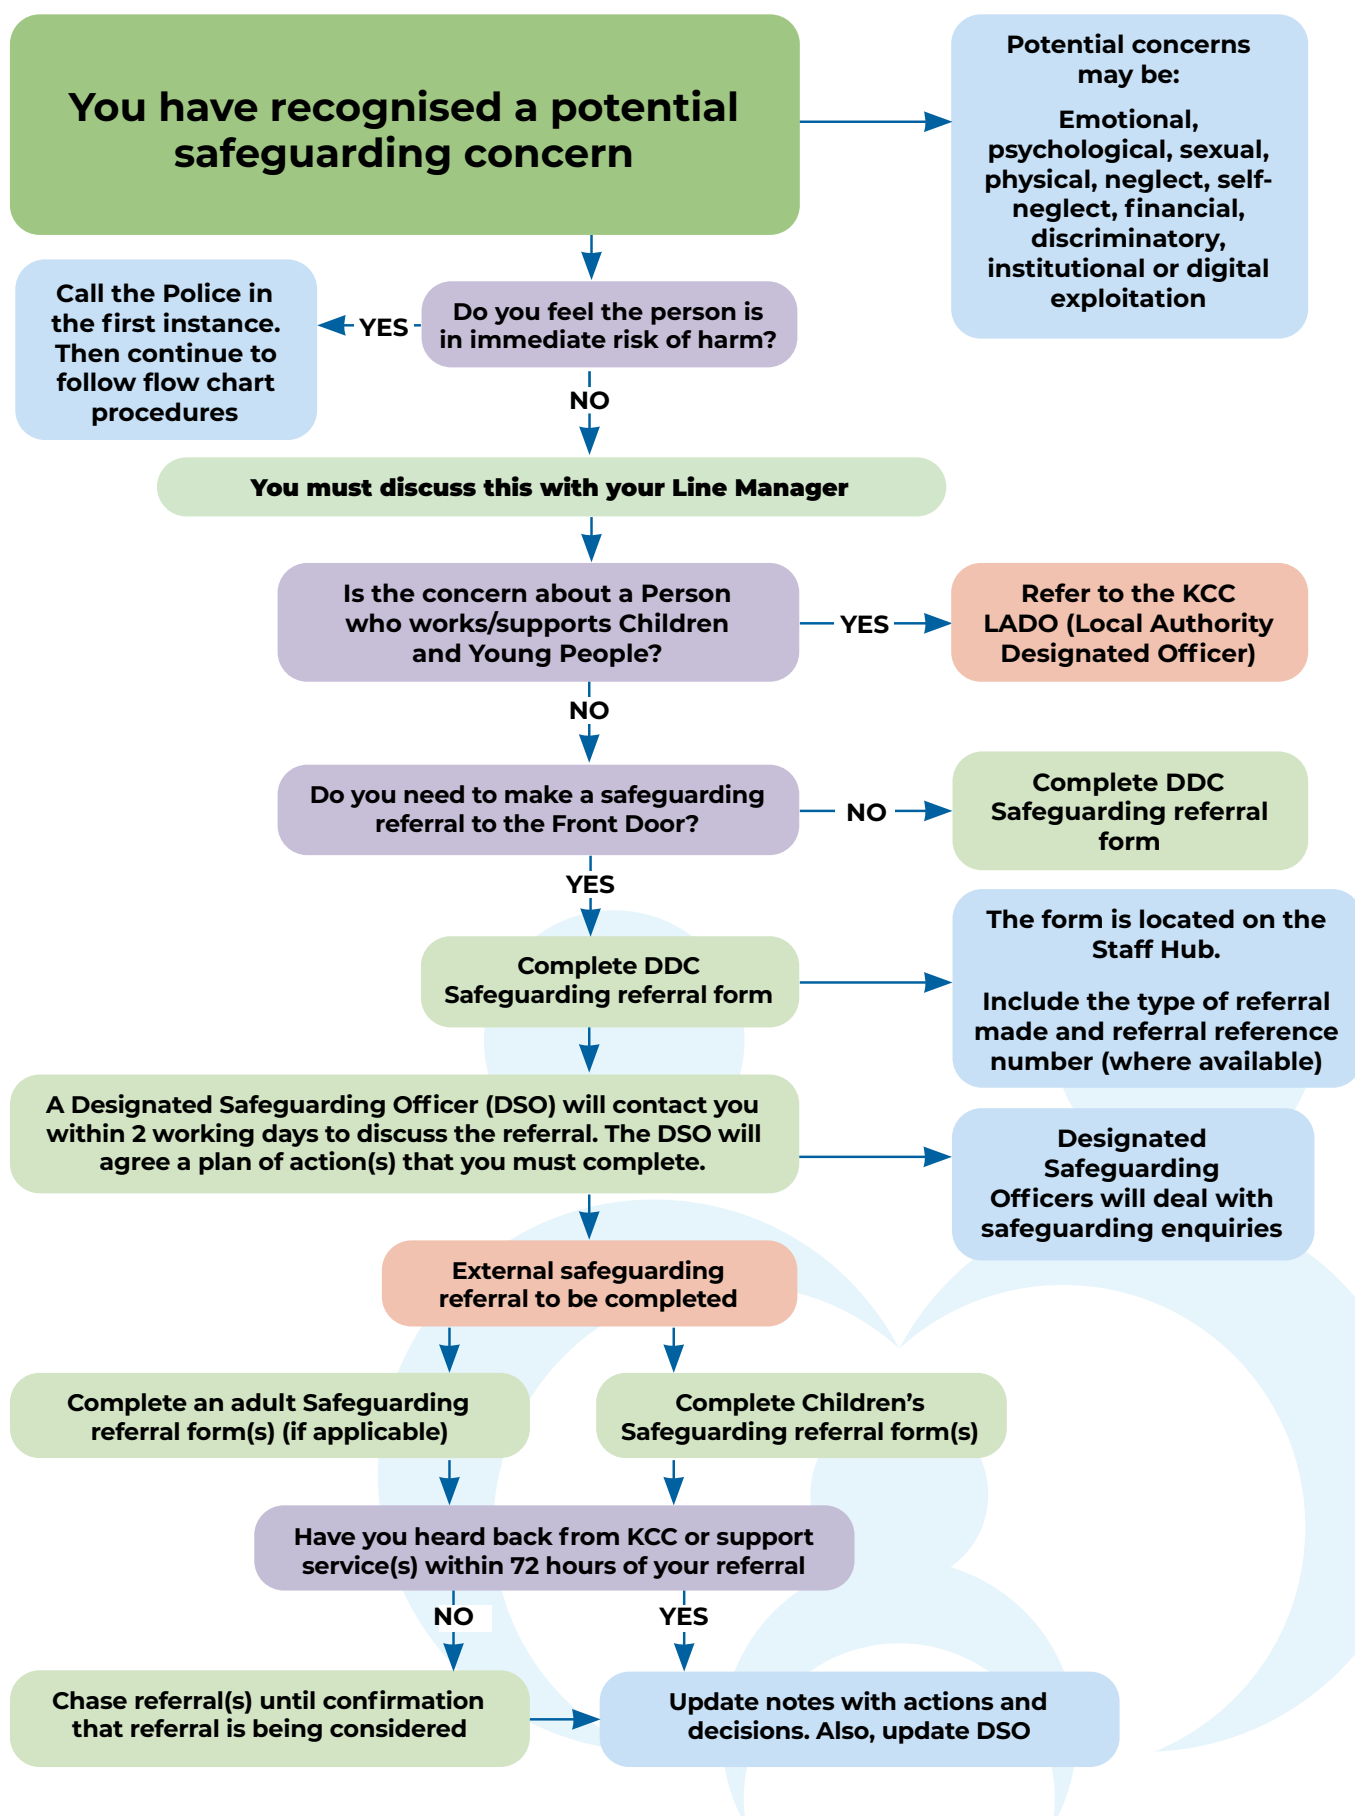 You have recognised a potential
safeguarding concern
Potential concerns
may be:
Emotional,
psychological, sexual,
physical, neglect, self-
neglect, financial,
discriminatory,
institutional or digital
exploitation
Call the Police in
the first instance.
Then continue to
follow flow chart
procedures
YES
Do you feel the person is
in immediate risk of harm?
NO
You must discuss this with your Line Manager
Is the concern about a Person
who works/supports Children
and Young People?
YES
Refer to the KCC
LADO (Local Authority
Designated Officer)
NO
Do you need to make a safeguarding
referral to the Front Door?
NO
Complete DDC
Safeguarding referral
form
YES
Complete DDC
Safeguarding referral form
The form is located on the
Staff Hub.
Include the type of referral
made and referral reference
number (where available)
A Designated Safeguarding Officer (DSO) will contact you
within 2 working days to discuss the referral. The DSO will
agree a plan of action(s) that you must complete.
Designated
Safeguarding
Officers will deal with
safeguarding enquiries
External safeguarding
referral to be completed
Complete an adult Safeguarding
referral form(s) (if applicable)
Complete Children’s
Safeguarding referral form(s)
Have you heard back from KCC or support
service(s) within 72 hours of your referral
NO
YES
Chase referral(s) until confirmation
that referral is being considered
Update notes with actions and
decisions. Also, update DSO